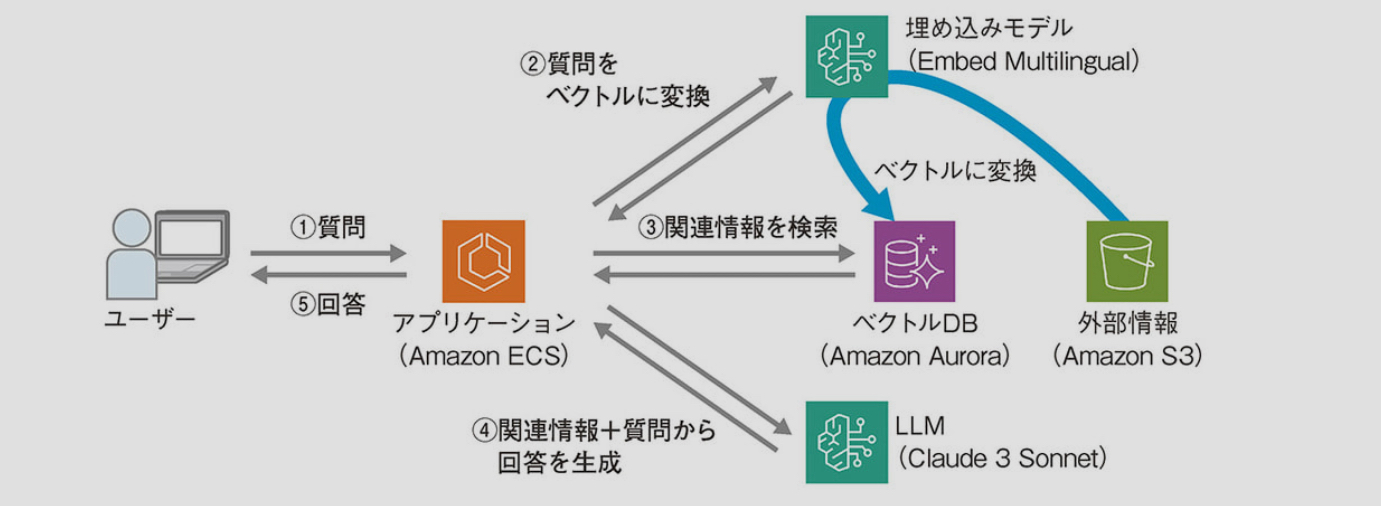 埋め込みモデル
（Embed Multilingual）
②質問を
ベクトルに変換
ベクトルに変換
①質問
③関連情報を検索
⑤回答
ユーザー
アプリケーション
（Amazon ECS）
ベクトルDB
（Amazon Aurora）
外部情報
（Amazon S3）
④関連情報＋質問から
回答を生成
LLM
（Claude 3 Sonnet）